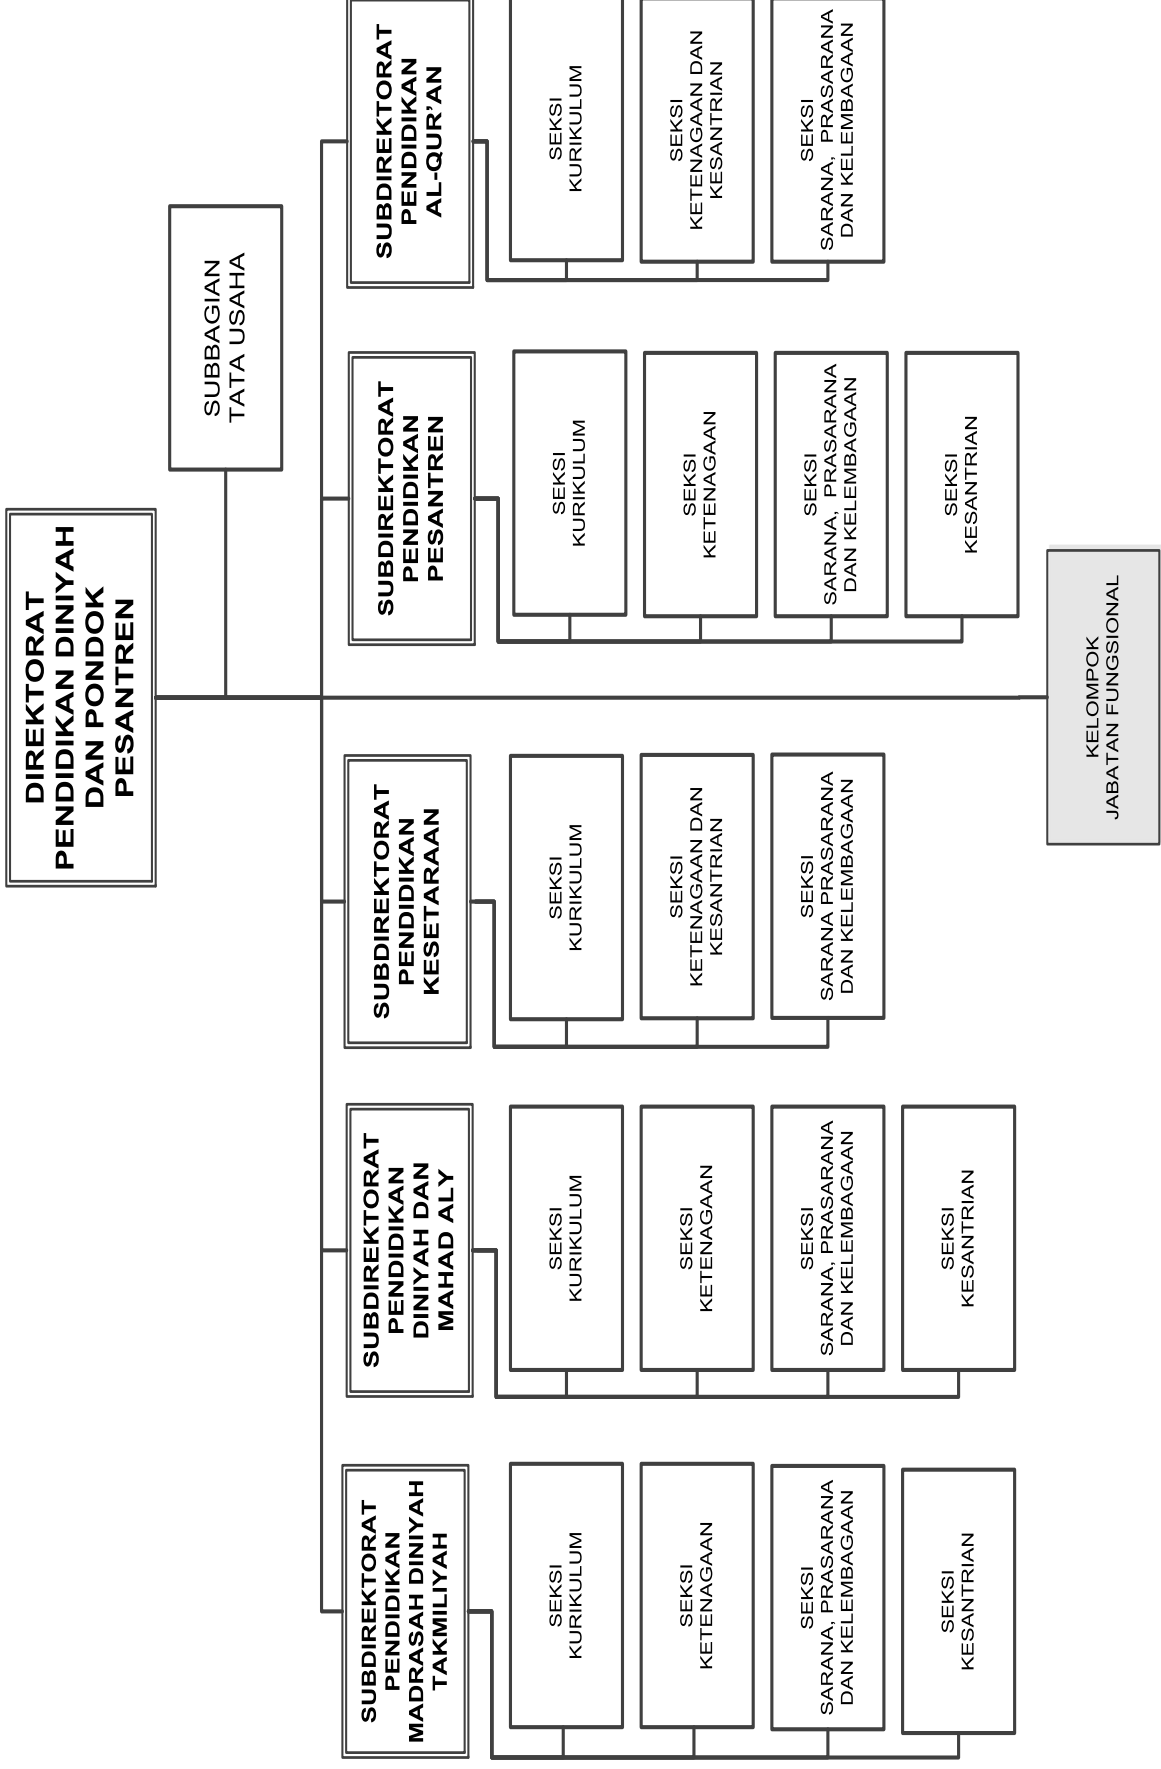 DIREKTORAT
PENDIDIKAN DINIYAH
DAN PONDOK
PESANTREN
SUBBAGIAN
TATA USAHA
SUBDIREKTORAT
PENDIDIKAN
MADRASAH DINIYAH
TAKMILIYAH
SEKSI
KURIKULUM
SEKSI
KETENAGAAN
SEKSI
SARANA, PRASARANA
DAN KELEMBAGAAN
SEKSI
KESANTRIAN
SUBDIREKTORAT
PENDIDIKAN
DINIYAH DAN
MAHAD ALY
SEKSI
KURIKULUM
SEKSI
KETENAGAAN
SEKSI
SARANA, PRASARANA
DAN KELEMBAGAAN
SEKSI
KESANTRIAN
SUBDIREKTORAT
PENDIDIKAN
KESETARAAN
SEKSI
KURIKULUM
SEKSI
KETENAGAAN DAN
KESANTRIAN
SEKSI
SARANA PRASARANA
DAN KELEMBAGAAN
SUBDIREKTORAT
PENDIDIKAN
PESANTREN
SEKSI
KURIKULUM
SEKSI
KETENAGAAN
SEKSI
SARANA, PRASARANA
DAN KELEMBAGAAN
SEKSI
KESANTRIAN
SUBDIREKTORAT
PENDIDIKAN
AL-QUR’AN
SEKSI
KURIKULUM
SEKSI
KETENAGAAN DAN
KESANTRIAN
SEKSI
SARANA, PRASARANA
DAN KELEMBAGAAN
KELOMPOK
JABATAN FUNGSIONAL